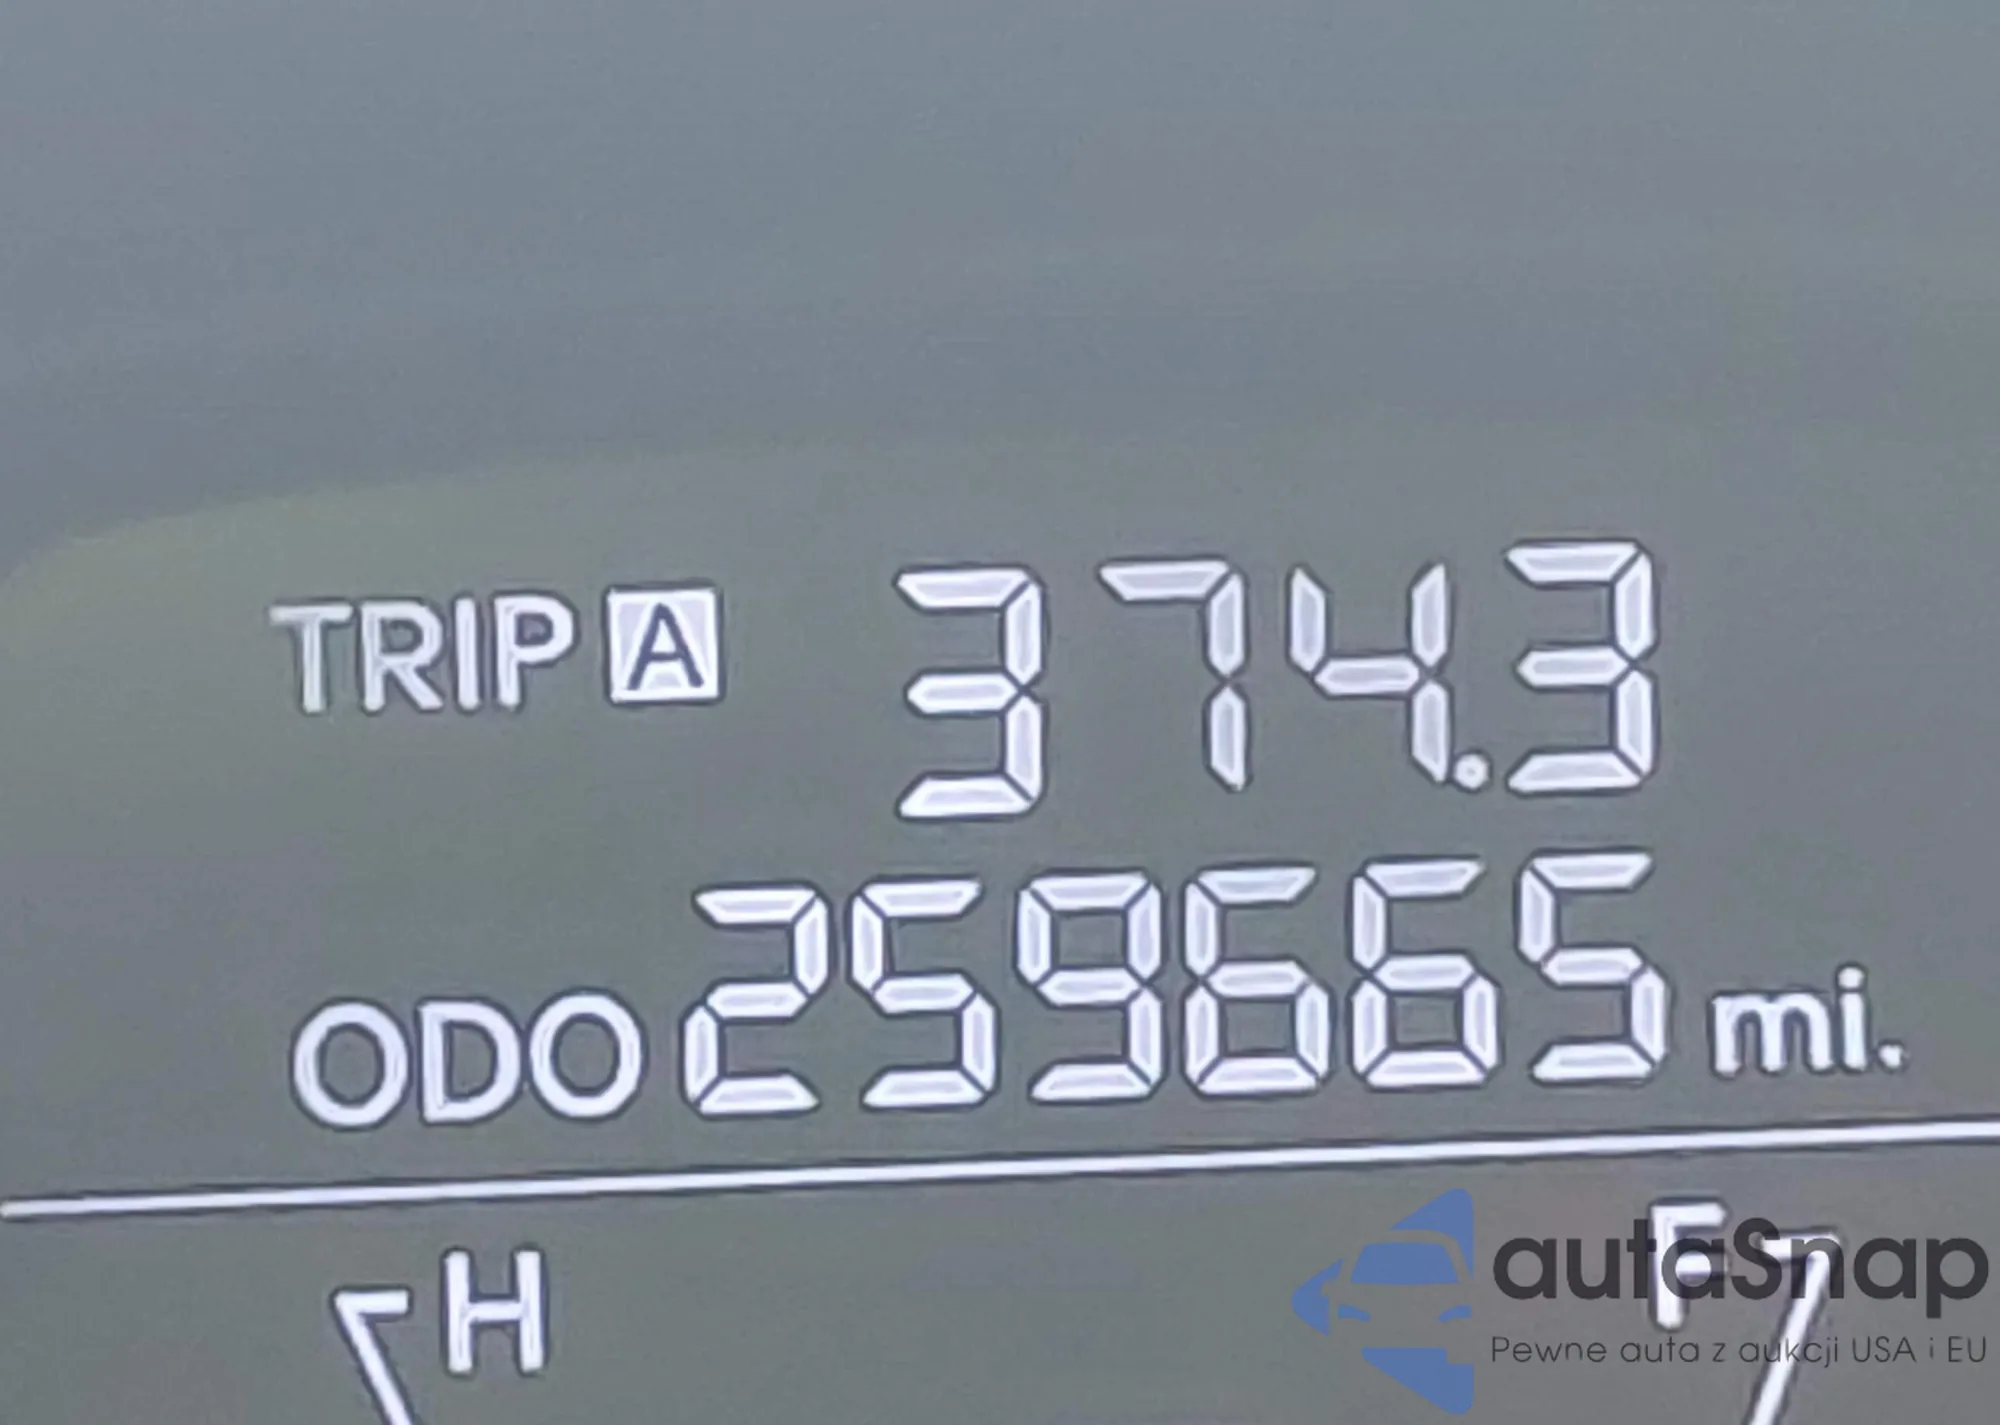 TRIP A 374.3
ODO 259665 mi.
H F
autaSnap
Pewne auta z aukcji USA i EU